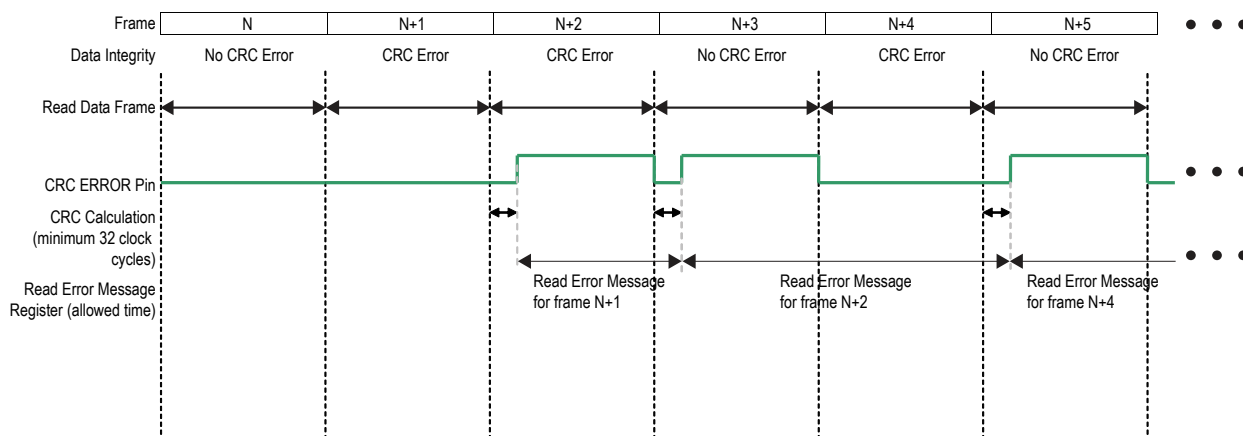 Frame N N+1 N+2 N+3 N+4 N+5
Data Integrity No CRC Error CRC Error CRC Error No CRC Error CRC Error No CRC Error
Read Data Frame
CRC ERROR Pin
CRC Calculation
(minimum 32 clock
cycles)
Read Error Message
Register (allowed time)
Read Error Message
for frame N+1
Read Error Message
for frame N+2
Read Error Message
for frame N+4